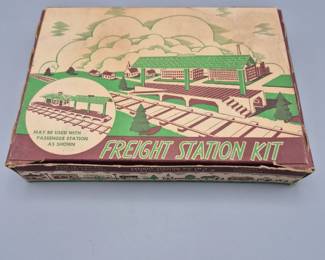 MAY BE USED WITH
PASSENGER STATION
AS SHOWN
FREIGHT STATION KIT